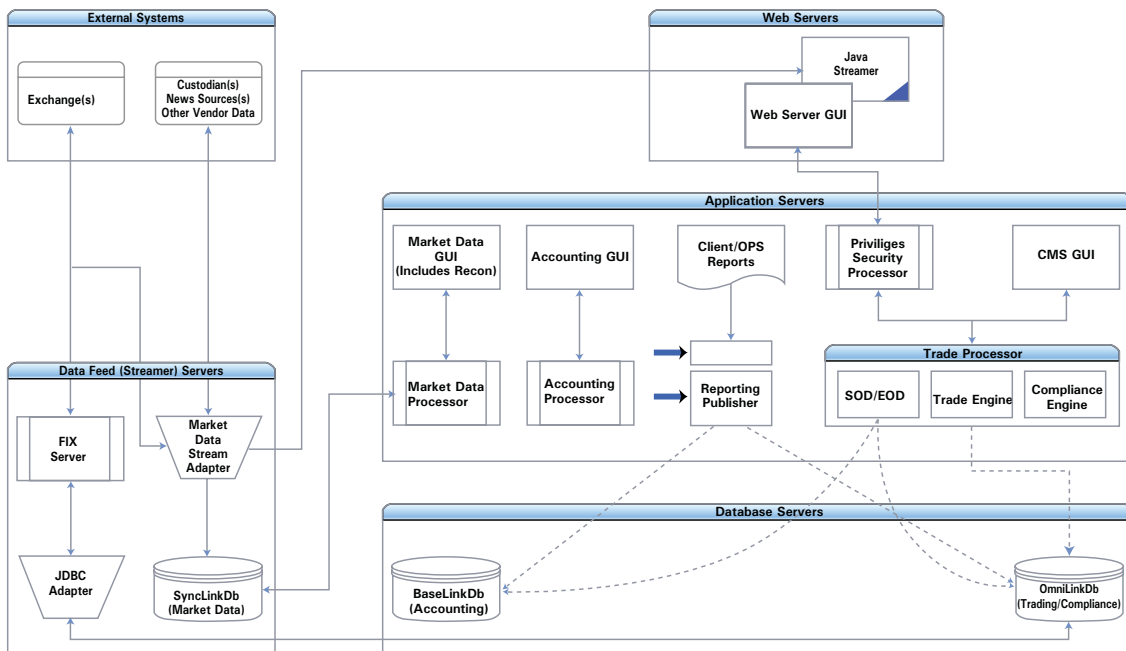 External Systems
Exchange(s)
Custodian(s)
News Sources(s)
Other Vendor Data
Web Servers
Java
Streamer
Web Server GUI
Application Servers
Market Data
GUI
(Includes Recon)
Accounting GUI
Client/OPS
Reports
Priviliges
Security
Processor
CMS GUI
Market Data
Processor
Accounting
Processor
Reporting
Publisher
Trade Processor
SOD/EOD
Trade Engine
Compliance
Engine
Data Feed (Streamer) Servers
FIX
Server
Market
Data
Stream
Adapter
JDBC
Adapter
SyncLinkDb
(Market Data)
Database Servers
BaseLinkDb
(Accounting)
OmniLinkDb
(Trading/Compliance)